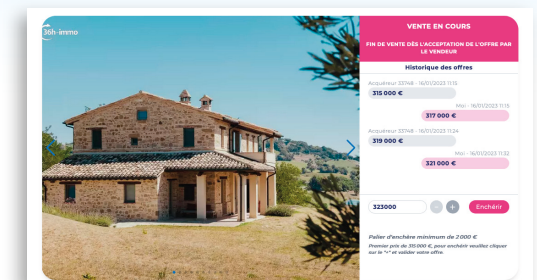 36h-immo
VENTE EN COURS
FIN DE VENTE DÈS L'ACCEPTATION DE L'OFFRE PAR
LE VENDEUR
Historique des offres
Acquéreur 33748 - 16/01/2023 11:15
315 000 €
Moi - 16/01/2023 11:15
317 000 €
Acquéreur 33748 - 16/01/2023 11:24
319 000 €
Moi - 16/01/2023 11:32
321 000 €
323000 - + Enchérir
Palier d'enchère minimum de 2 000 €
Premier prix de 315 000 €, pour enchérir veuillez cliquer
sur le "+" et valider votre offre